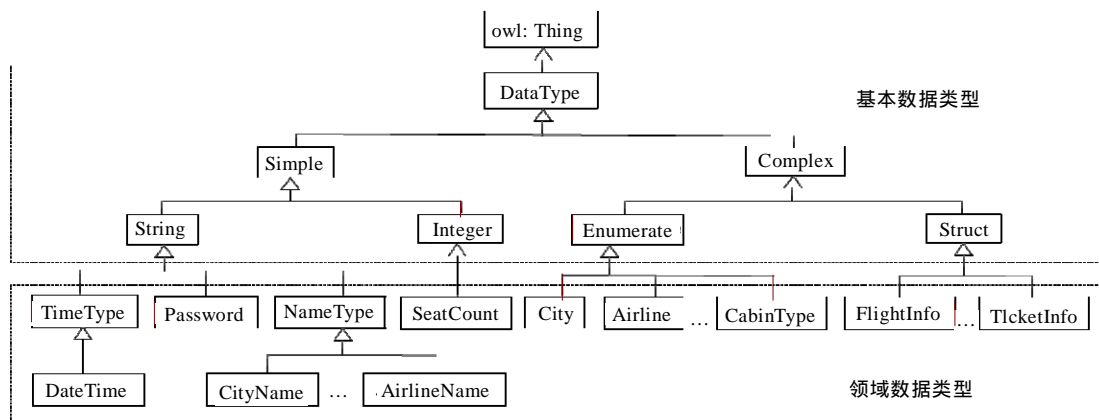 owl: Thing
DataType
基本数据类型
Simple
Complex
String
Integer
Enumerate
Struct
TimeType
Password
NameType
SeatCount
City
Airline
...
CabinType
FlightInfo
...
TlcketInfo
DateTime
CityName
...
AirlineName
领域数据类型